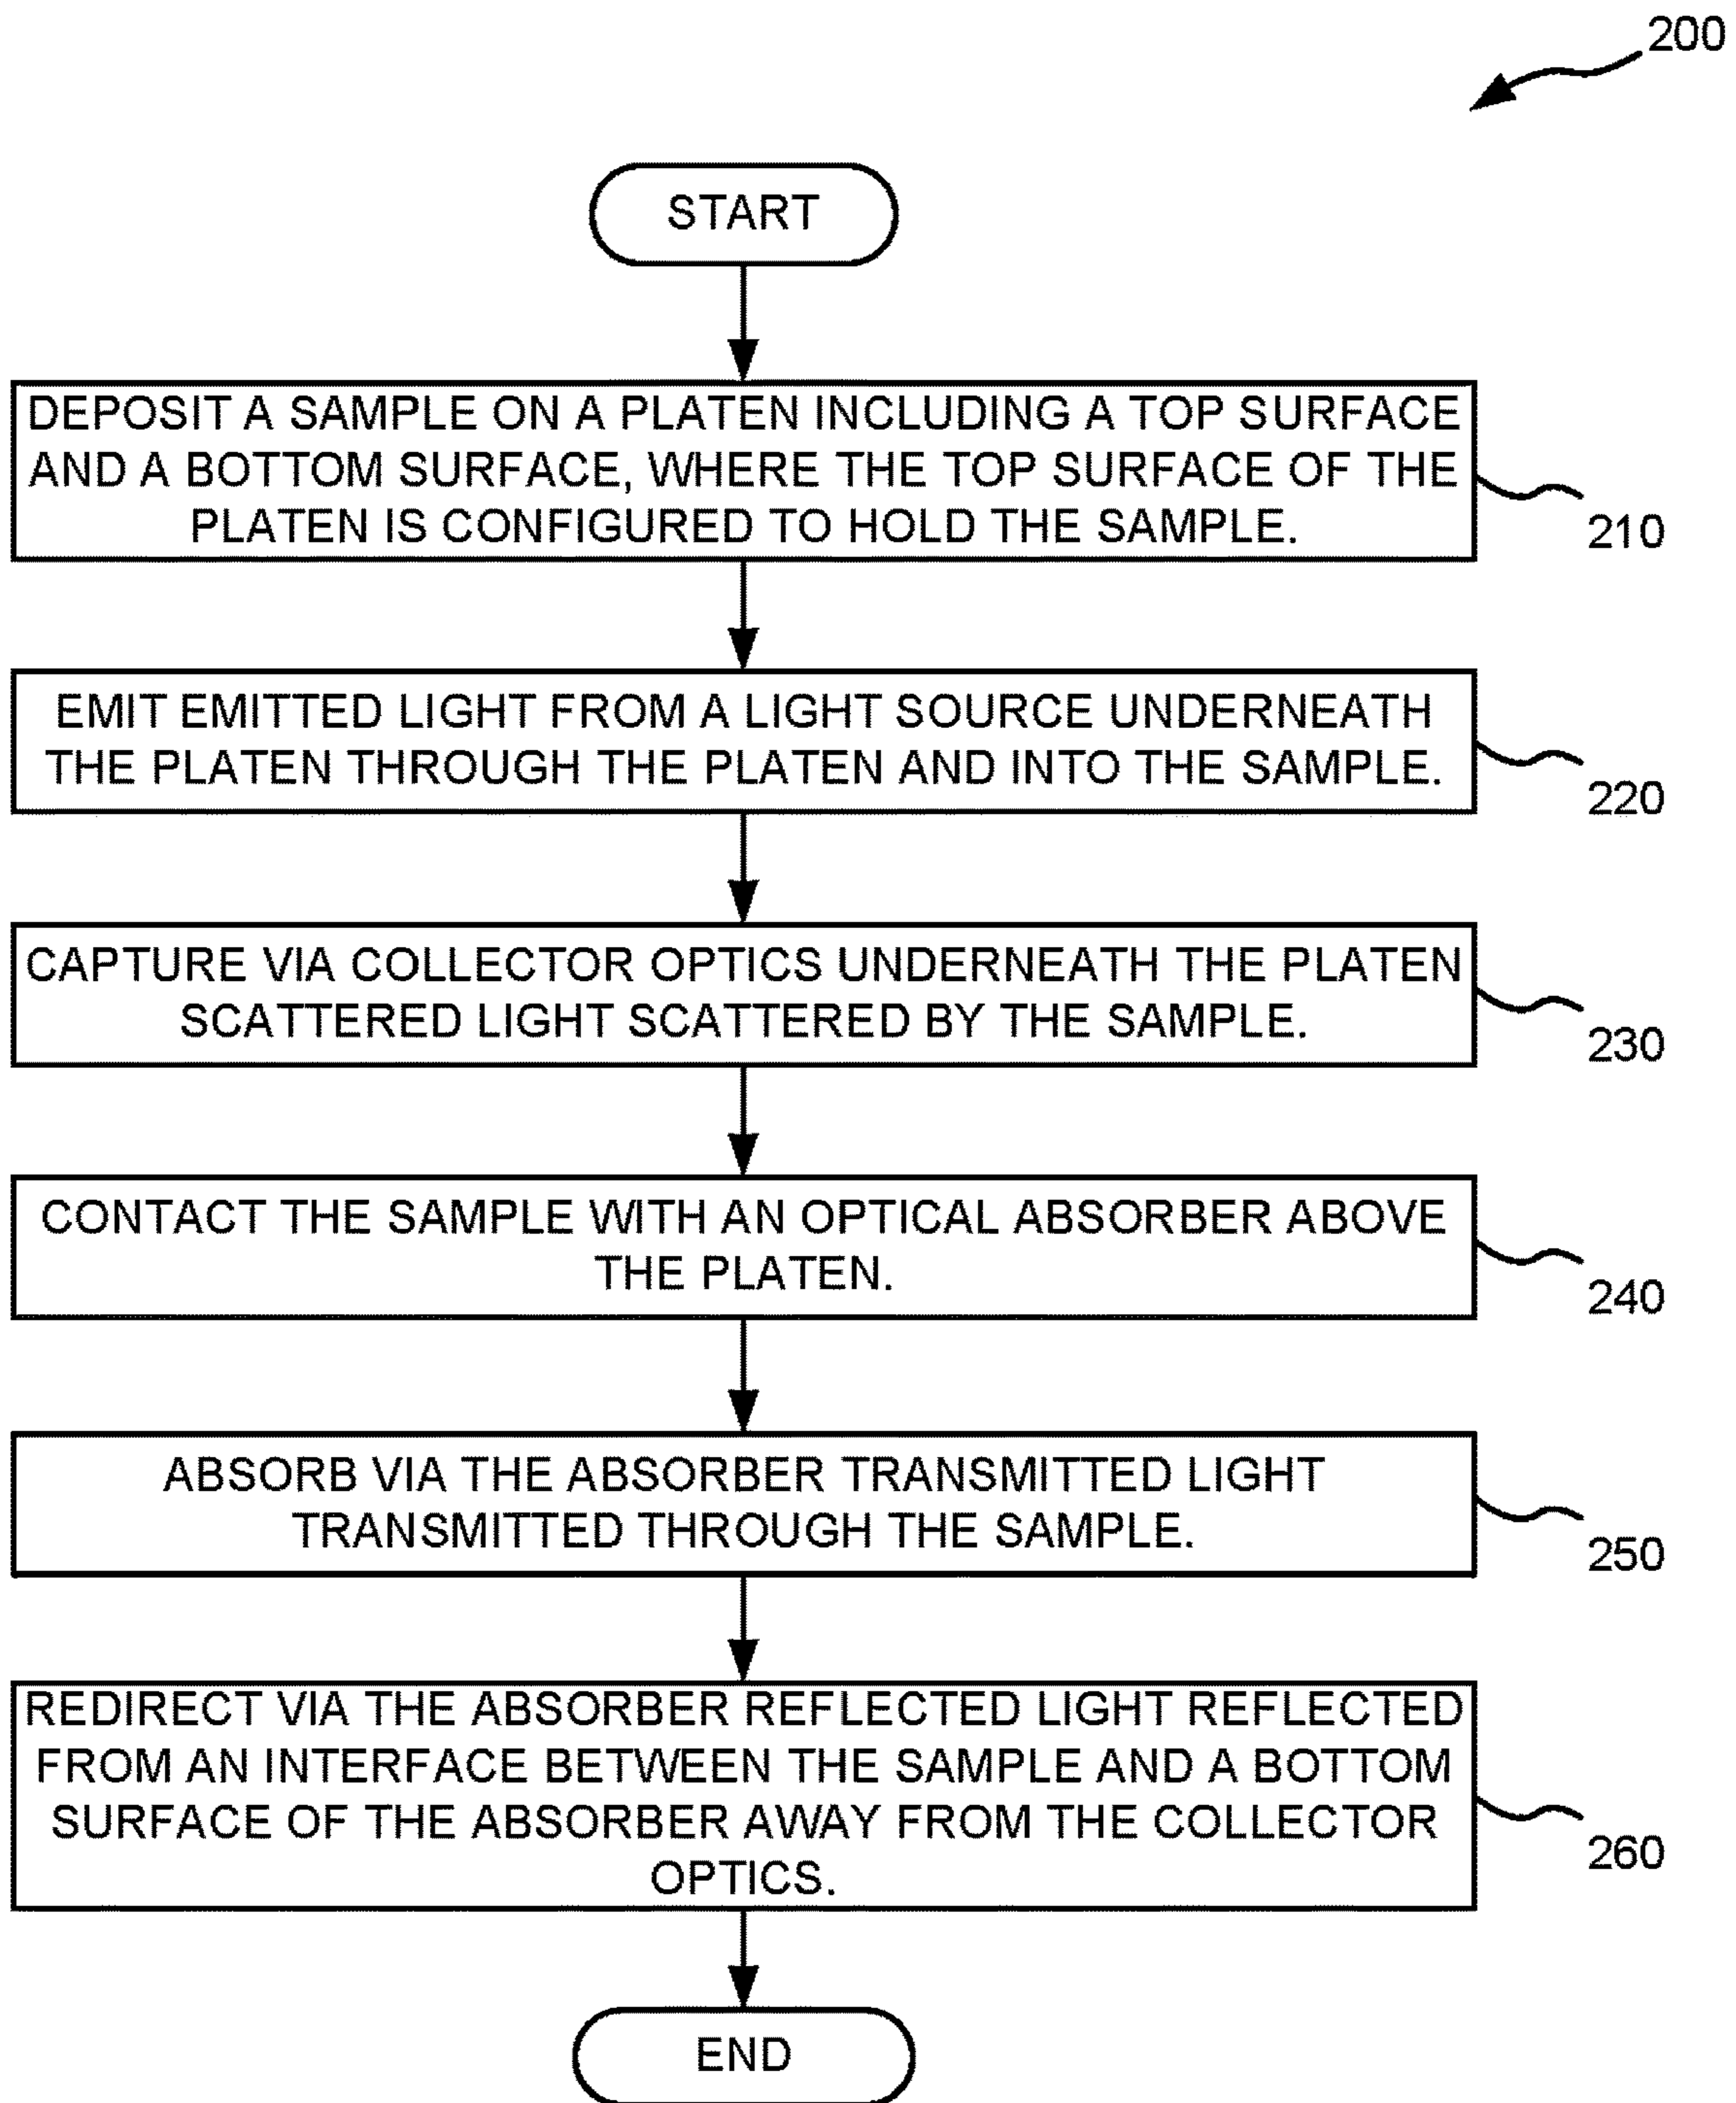 200
START
DEPOSIT A SAMPLE ON A PLATEN INCLUDING A TOP SURFACE
AND A BOTTOM SURFACE, WHERE THE TOP SURFACE OF THE
PLATEN IS CONFIGURED TO HOLD THE SAMPLE.
210
EMIT EMITTED LIGHT FROM A LIGHT SOURCE UNDERNEATH
THE PLATEN THROUGH THE PLATEN AND INTO THE SAMPLE.
220
CAPTURE VIA COLLECTOR OPTICS UNDERNEATH THE PLATEN
SCATTERED LIGHT SCATTERED BY THE SAMPLE.
230
CONTACT THE SAMPLE WITH AN OPTICAL ABSORBER ABOVE
THE PLATEN.
240
ABSORB VIA THE ABSORBER TRANSMITTED LIGHT
TRANSMITTED THROUGH THE SAMPLE.
250
REDIRECT VIA THE ABSORBER REFLECTED LIGHT REFLECTED
FROM AN INTERFACE BETWEEN THE SAMPLE AND A BOTTOM
SURFACE OF THE ABSORBER AWAY FROM THE COLLECTOR
OPTICS.
260
END